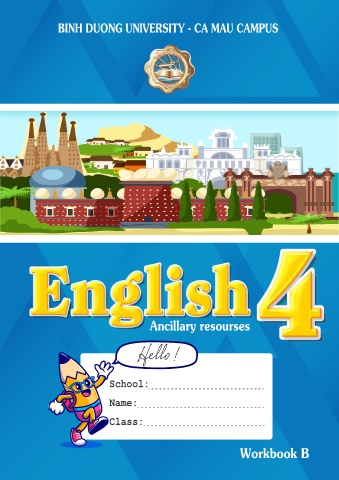 BINH DUONG UNIVERSITY - CA MAU CAMPUS
English 4
Ancillary resourses
Hello!
School:
Name:
Class:
Workbook B